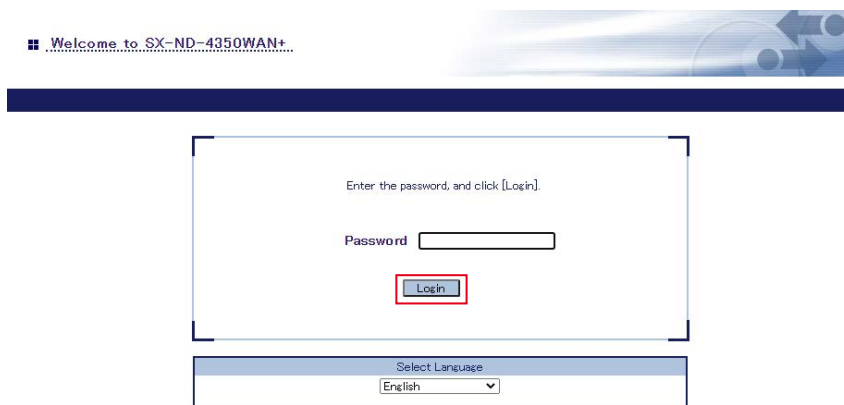 Welcome to SX-ND-4350WAN+
Enter the password, and click [Login].
Password
Login
Select Language
English